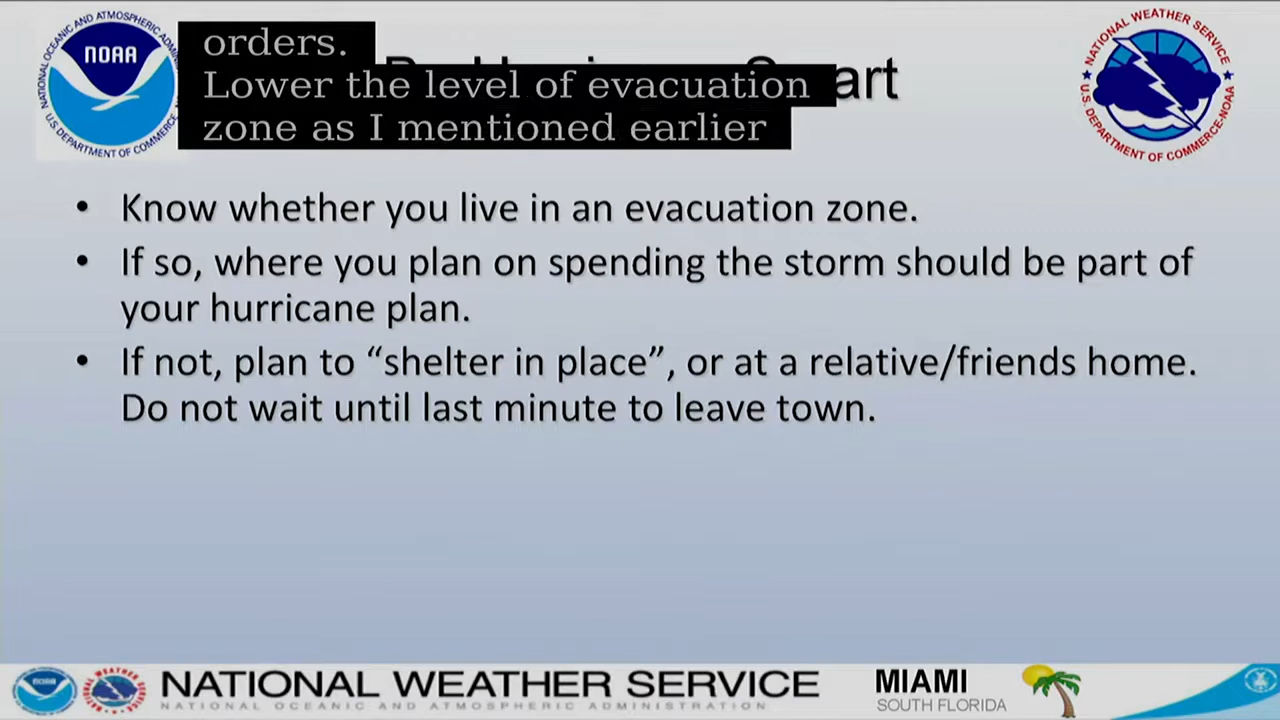 NATIONAL OCEANIC AND ATMOSPHERIC
U.S. DEPARTMENT OF COMMERCE
NOAA
orders.
Lower the level of evacuation
zone as I mentioned earlier
art
NATIONAL WEATHER SERVICE
U.S. DEPARTMENT OF COMMERCE-NOAA
• Know whether you live in an evacuation zone.
• If so, where you plan on spending the storm should be part of
your hurricane plan.
• If not, plan to “shelter in place”, or at a relative/friends home.
Do not wait until last minute to leave town.
NATIONAL WEATHER SERVICE
NATIONAL OCEANIC AND ATMOSPHERIC ADMINISTRATION
MIAMI
SOUTH FLORIDA